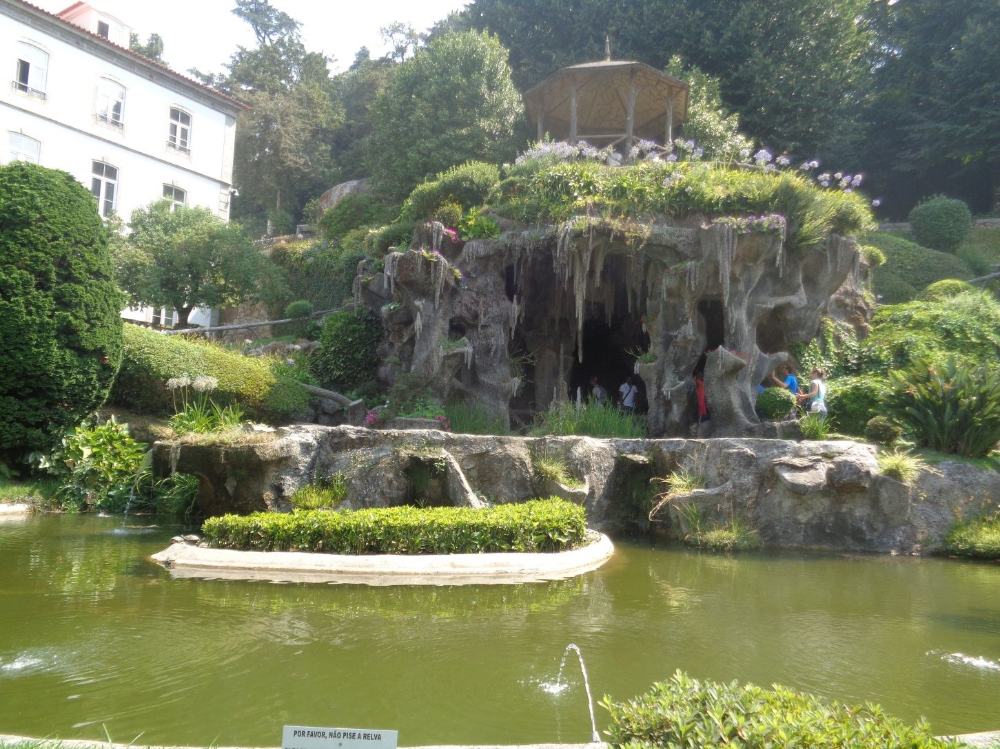 POR FAVOR, NÃO PISE A RELVA